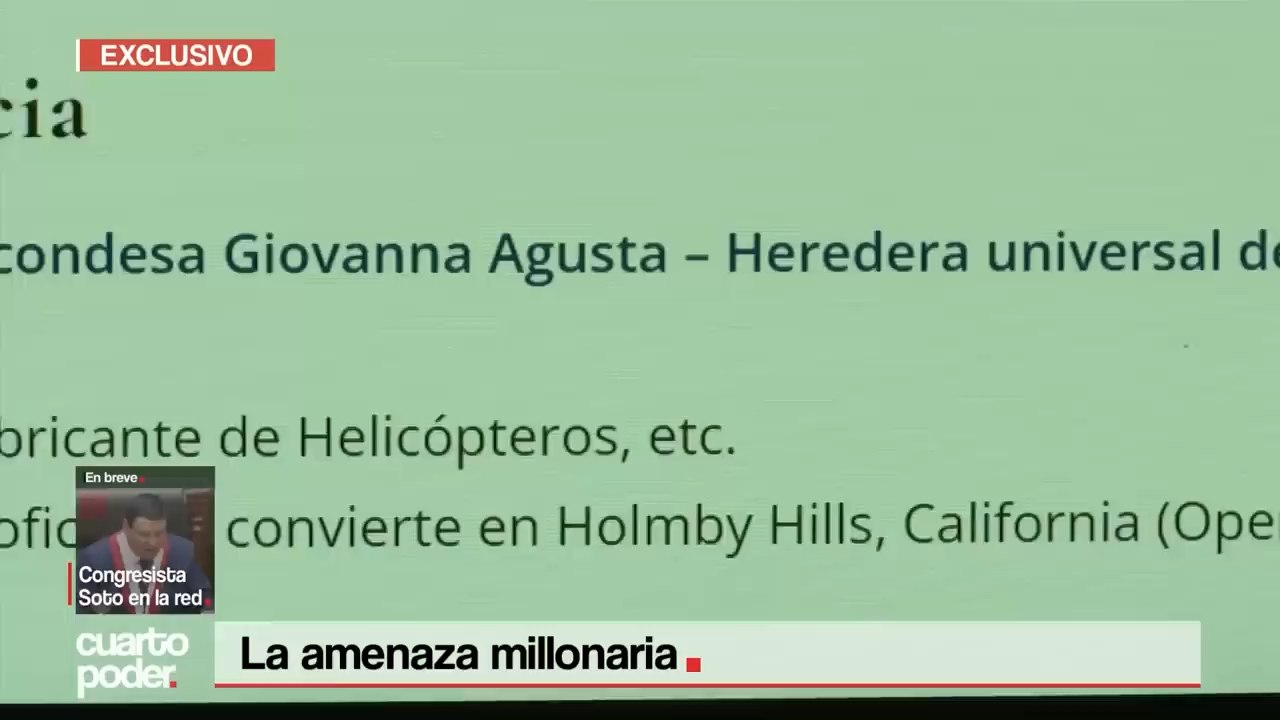 EXCLUSIVO
cia
condesa Giovanna Agusta – Heredera universal de
bricante de Helicópteros, etc.
ofic convierte en Holmby Hills, California (Ope
En breve.
Congresista
Soto en la red.
cuarto
poder.
La amenaza millonaria.